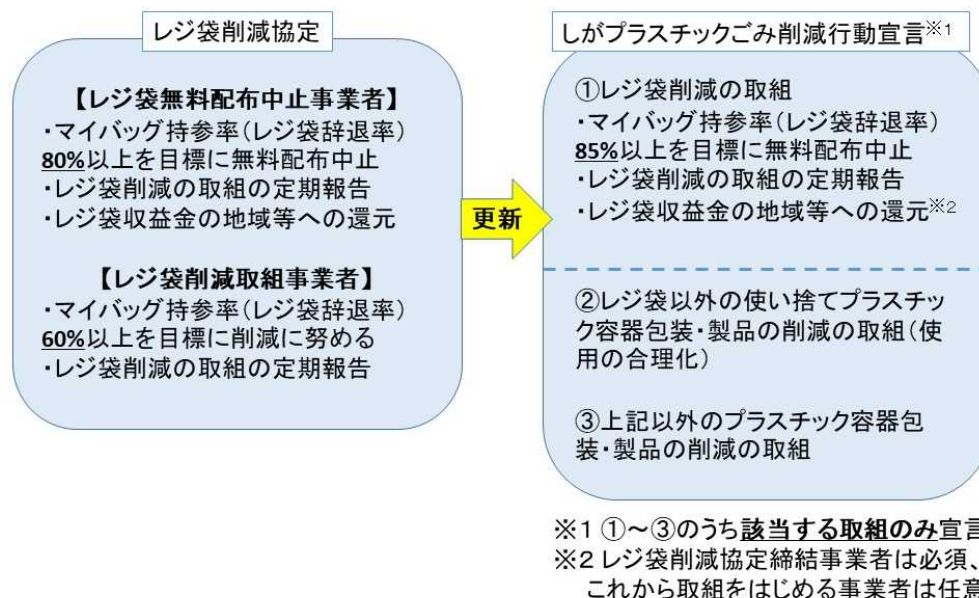 レジ袋削減協定
【レジ袋無料配布中止事業者】
・マイバッグ持参率(レジ袋辞退率)
80%以上を目標に無料配布中止
・レジ袋削減の取組の定期報告
・レジ袋収益金の地域等への還元
【レジ袋削減取組事業者】
・マイバッグ持参率(レジ袋辞退率)
60%以上を目標に削減に努める
・レジ袋削減の取組の定期報告
更新
しがプラスチックごみ削減行動宣言※1
①レジ袋削減の取組
・マイバッグ持参率(レジ袋辞退率)
85%以上を目標に無料配布中止
・レジ袋削減の取組の定期報告
・レジ袋収益金の地域等への還元※2
②レジ袋以外の使い捨てプラスチッ
ク容器包装・製品の削減の取組(使
用の合理化)
③上記以外のプラスチック容器包
装・製品の削減の取組
※1 ①～③のうち該当する取組のみ宣言
※2 レジ袋削減協定締結事業者は必須、
これから取組をはじめる事業者は任意